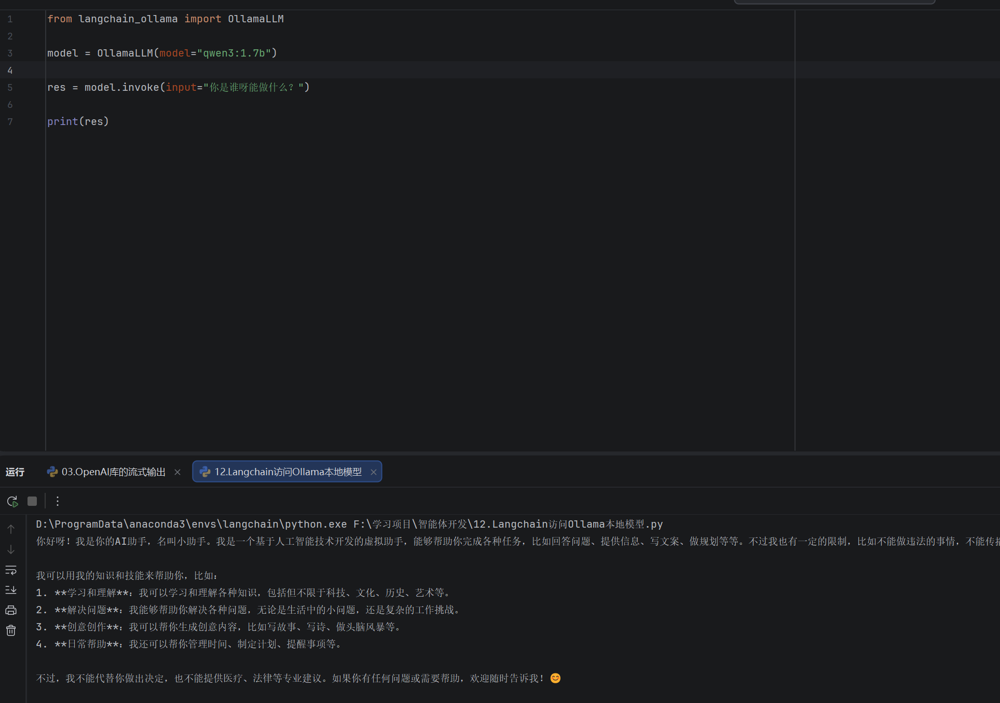 1 from langchain_ollama import OllamaLLM
2
3 model = OllamaLLM(model="qwen3:1.7b")
4
5 res = model.invoke(input="你是谁呀能做什么？")
6
7 print(res)
运行 03.OpenAI库的流式输出 × 12.Langchain访问Ollama本地模型 ×
D:\ProgramData\anaconda3\envs\langchain\python.exe F:\学习项目\智能体开发\12.Langchain访问Ollama本地模型.py
你好呀！我是你的AI助手，名叫小助手。我是一个基于人工智能技术开发的虚拟助手，能够帮助你完成各种任务，比如回答问题、提供信息、写文案、做规划等等。不过我也有一定的限制，比如不能做违法的事情，不能传
我可以用我的知识和技能来帮助你，比如：
1. **学习和理解**：我可以学习和理解各种知识，包括但不限于科技、文化、历史、艺术等。
2. **解决问题**：我能够帮助你解决各种问题，无论是生活中的小问题，还是复杂的工作挑战。
3. **创意创作**：我可以帮你生成创意内容，比如写故事、写诗、做头脑风暴等。
4. **日常帮助**：我还可以帮你管理时间、制定计划、提醒事项等。
不过，我不能代替你做出决定，也不能提供医疗、法律等专业建议。如果你有任何问题或需要帮助，欢迎随时告诉我！😊